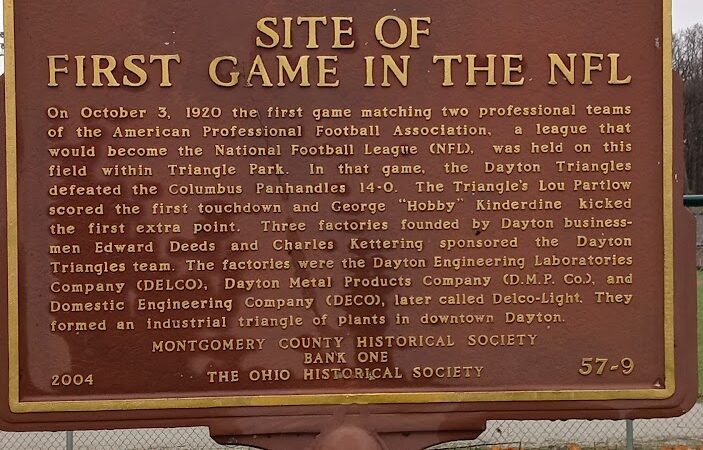 SITE OF
FIRST GAME IN THE NFL
On October 3, 1920 the first game matching two professional teams
of the American Professional Football Association, a league that
would become the National Football League (NFL), was held on this
field within Triangle Park. In that game, the Dayton Triangles
defeated the Columbus Panhandles 14-0. The Triangle's Lou Partlow
scored the first touchdown and George "Hobby" Kinderdine kicked
the first extra point. Three factories founded by Dayton business-
men Edward Deeds and Charles Kettering sponsored the Dayton
Triangles team. The factories were the Dayton Engineering Laboratories
Company (DELCO), Dayton Metal Products Company (D.M.P. Co.), and
Domestic Engineering Company (DECO), later called Delco-Light. They
formed an industrial triangle of plants in downtown Dayton.
MONTGOMERY COUNTY HISTORICAL SOCIETY
BANK ONE
THE OHIO HISTORICAL SOCIETY
2004
57-9